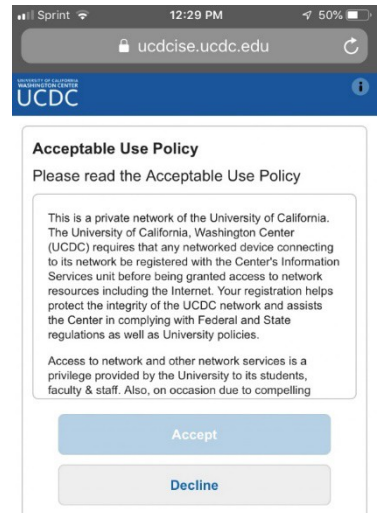 Sprint 12:29 PM 50%
ucdcise.ucdc.edu
UNIVERSITY OF CALIFORNIA
WASHINGTON CENTER
UCDC
Acceptable Use Policy
Please read the Acceptable Use Policy
This is a private network of the University of California.
The University of California, Washington Center
(UCDC) requires that any networked device connecting
to its network be registered with the Center's Information
Services unit before being granted access to network
resources including the Internet. Your registration helps
protect the integrity of the UCDC network and assists
the Center in complying with Federal and State
regulations as well as University policies.
Access to network and other network services is a
privilege provided by the University to its students,
faculty & staff. Also, on occasion due to compelling
Accept
Decline